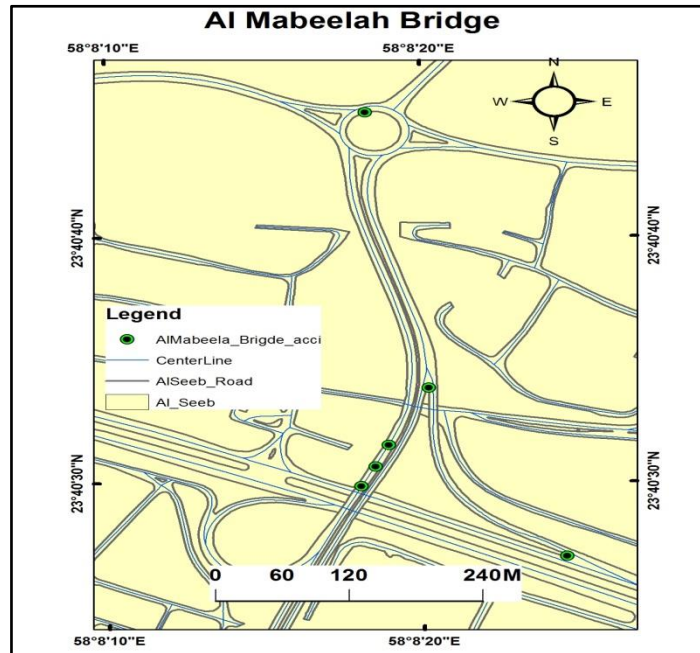 Al Mabeelah Bridge
58°8'10"E
58°8'20"E
N
W
E
S
23°40'40"N
23°40'40"N
Legend
AlMabeela_Brigde_acci
CenterLine
AlSeeb_Road
Al_Seeb
23°40'30"N
23°40'30"N
0 60 120 240 M
58°8'10"E
58°8'20"E